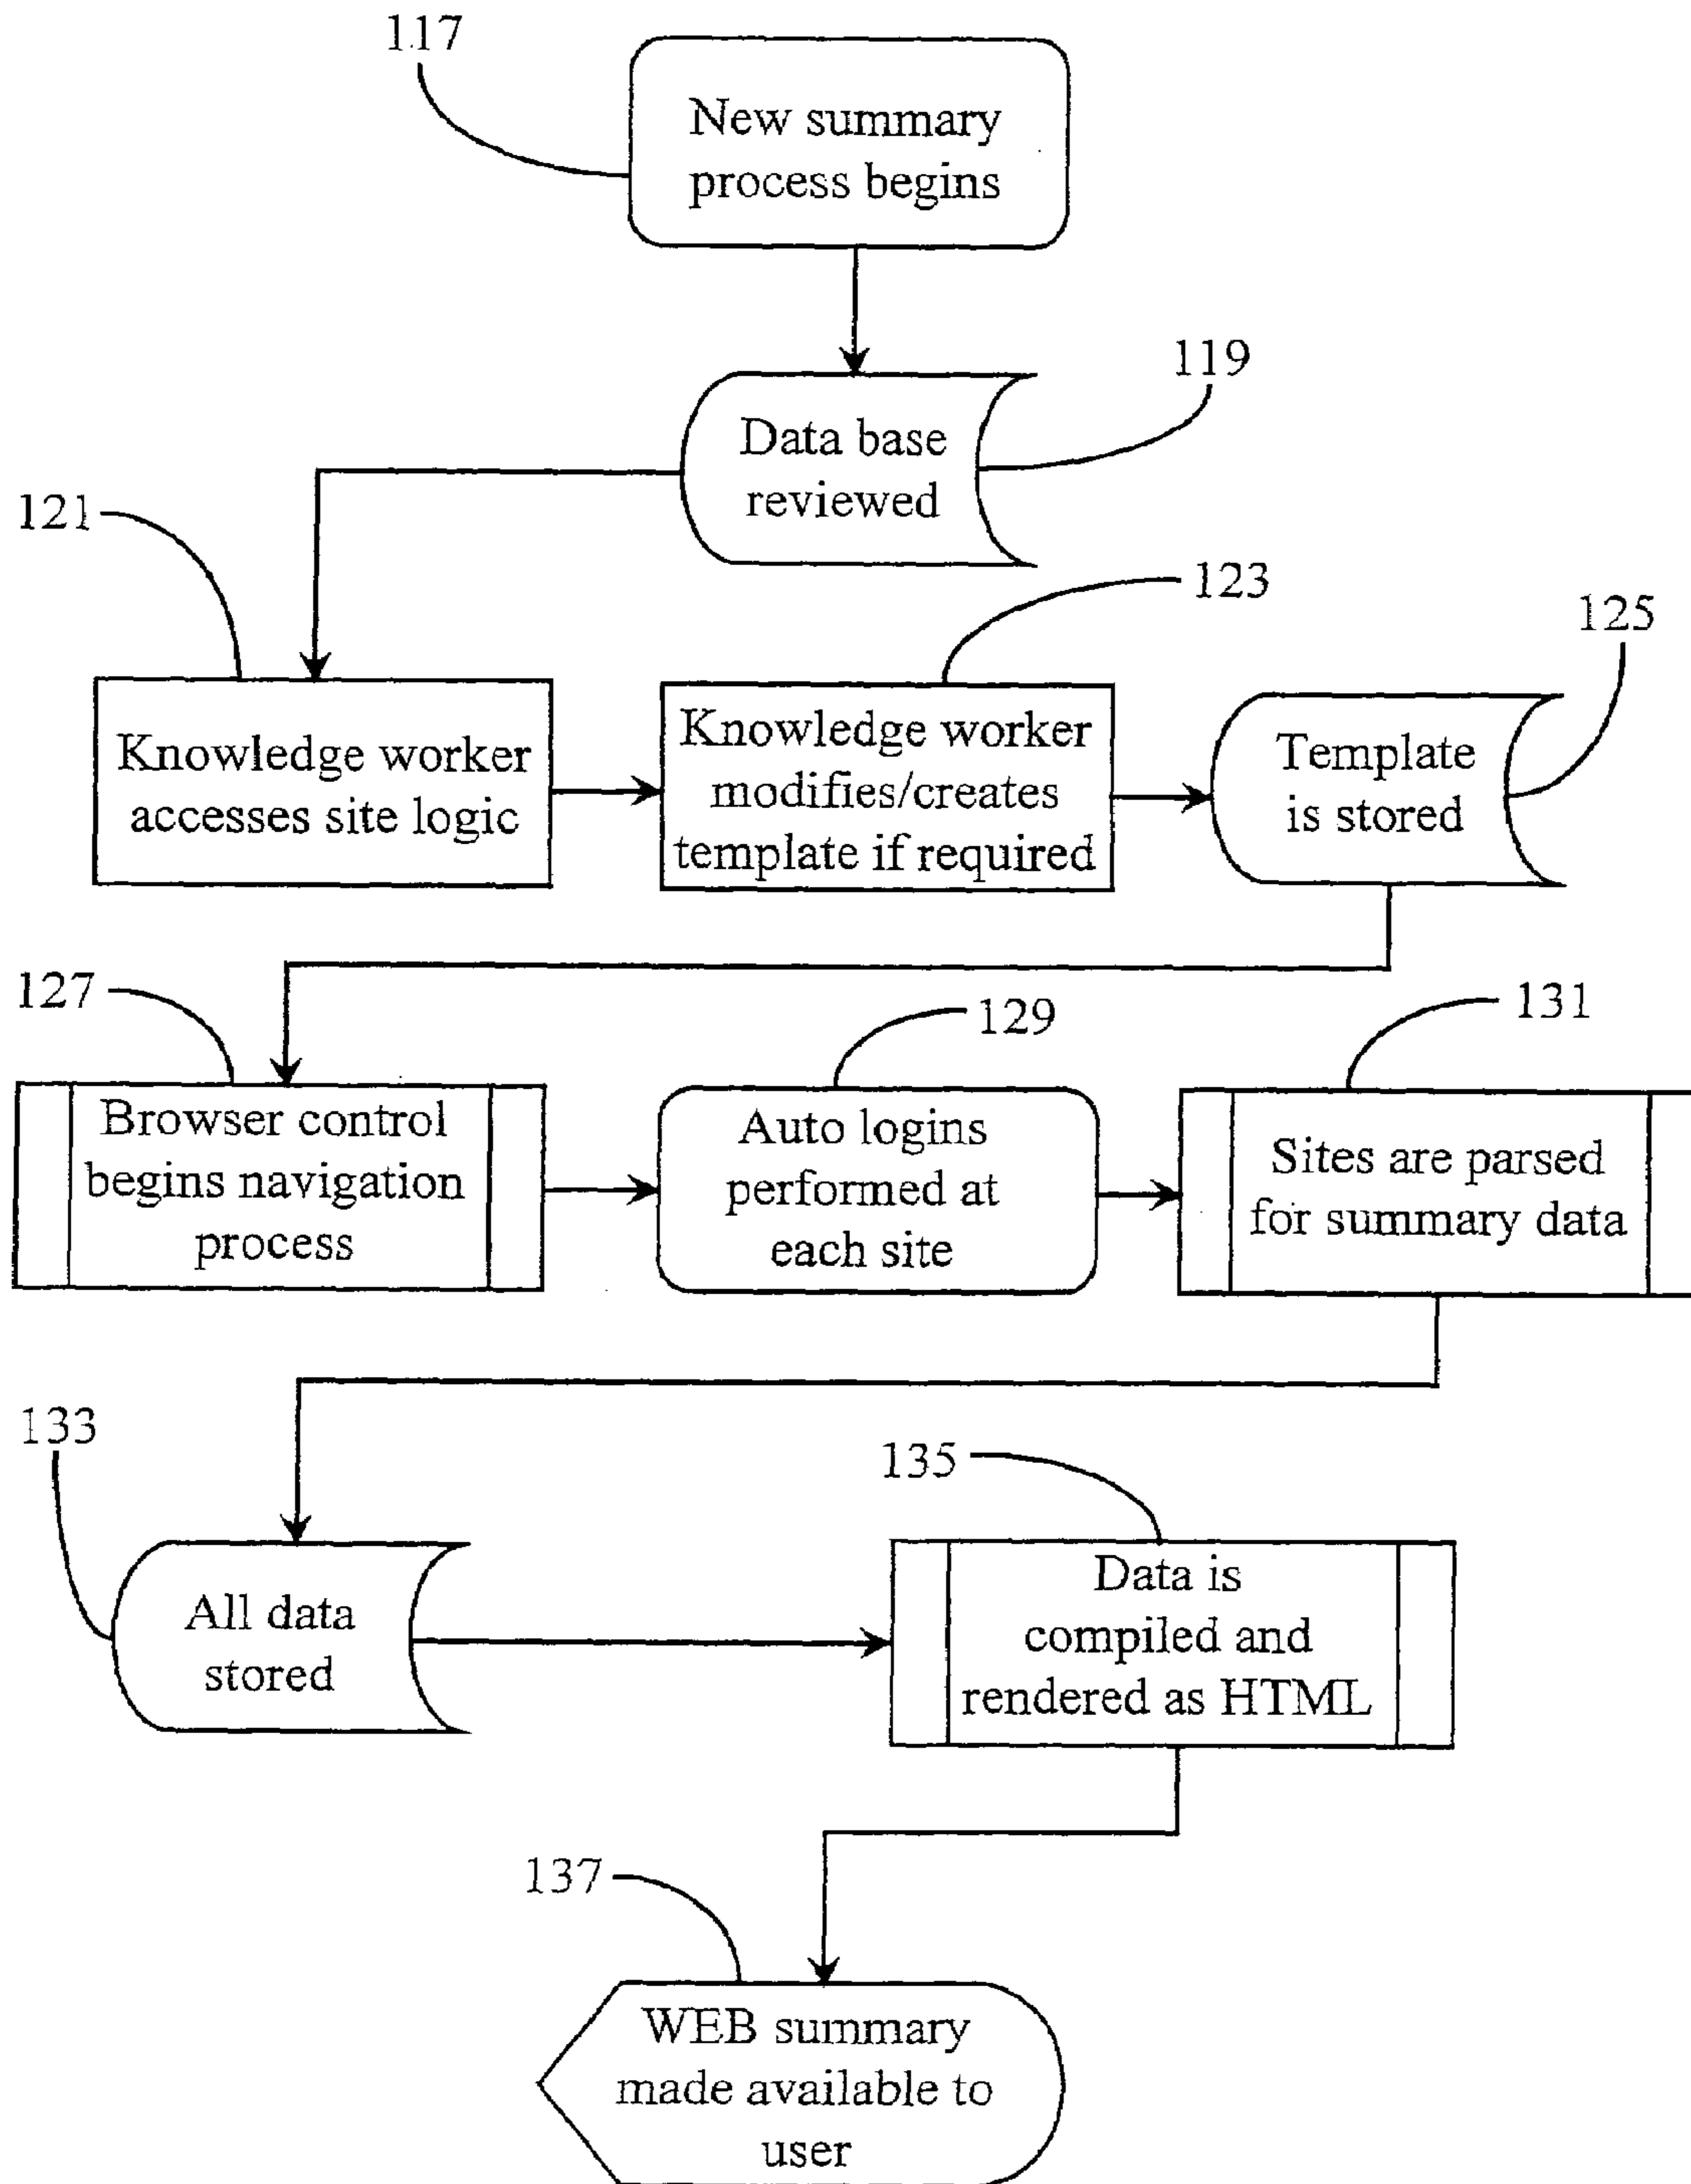 117
New summary
process begins
119
Data base
reviewed
121
123
125
Knowledge worker
accesses site logic
Knowledge worker
modifies/creates
template if required
Template
is stored
127
129
131
Browser control
begins navigation
process
Auto logins
performed at
each site
Sites are parsed
for summary data
133
135
All data
stored
Data is
compiled and
rendered as HTML
137
WEB summary
made available to
user